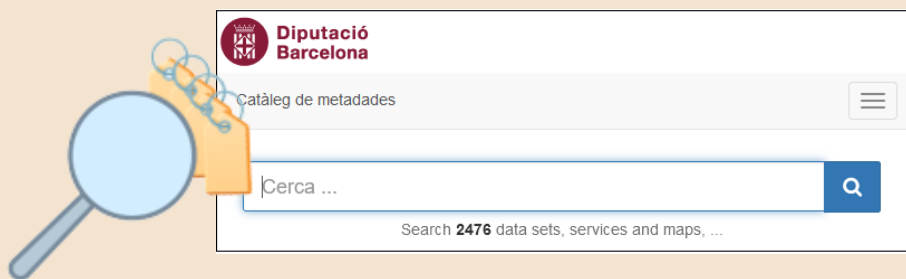 Diputació
Barcelona
Catàleg de metadades
Cerca ...
Search 2476 data sets, services and maps, ...